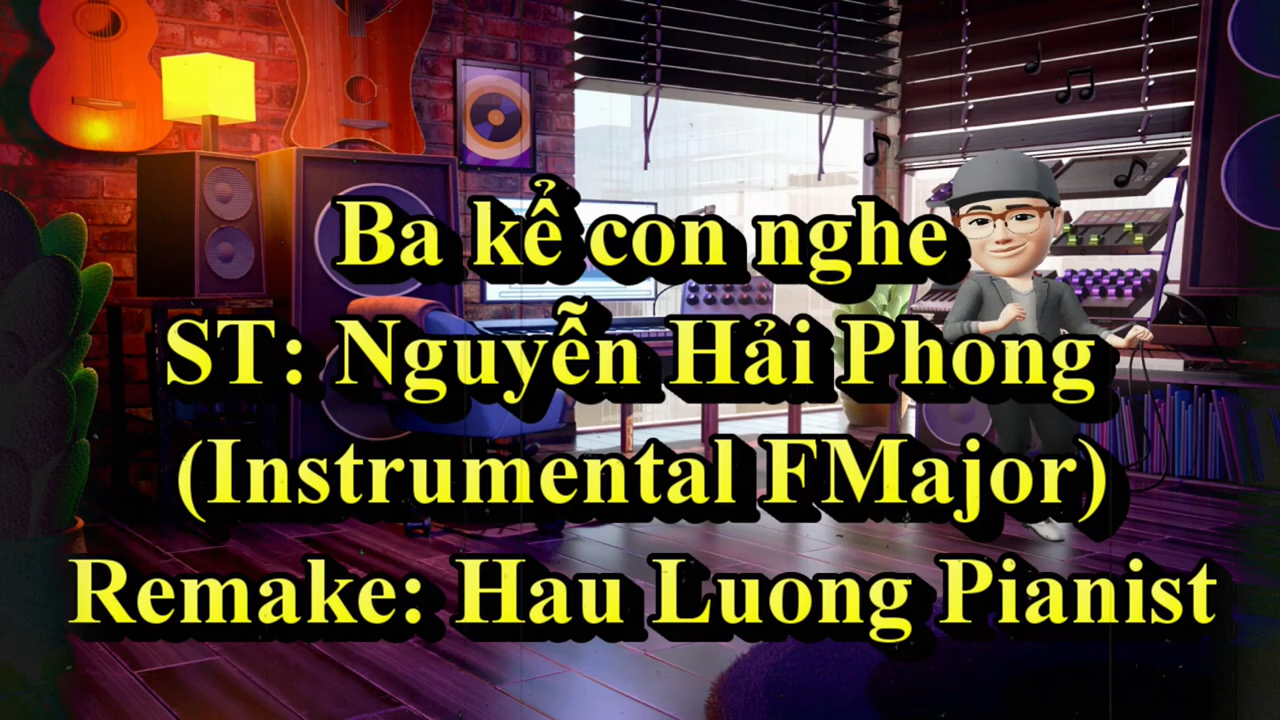 Ba kể con nghe
ST: Nguyễn Hải Phong
(Instrumental FMajor)
Remake: Hau Luong Pianist